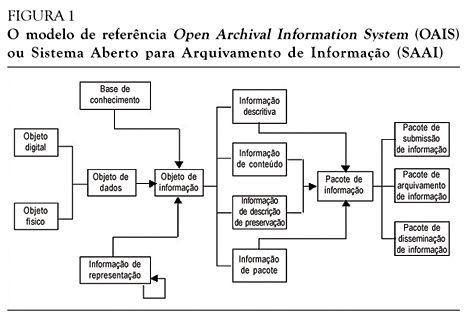 FIGURA 1
O modelo de referência Open Archival Information System (OAIS)
ou Sistema Aberto para Arquivamento de Informação (SAAI)
Base de
conhecimento
Objeto
digital
Objeto
físico
Objeto de
dados
Objeto de
informação
Informação de
representação
Informação
descritiva
Informação
de conteúdo
Informação
de descrição de
preservação
Informação
de pacote
Pacote de
informação
Pacote de
submissão
de informação
Pacote de
arquivamento
de informação
Pacote de
disseminação
de informação